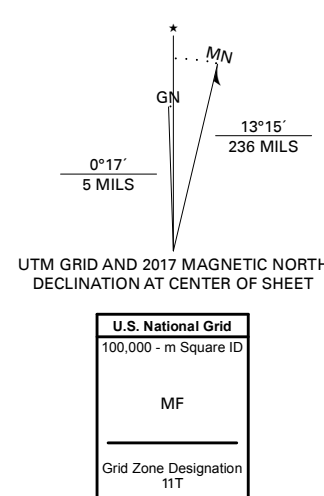 ★
MN
GN
13°15´
236 MILS
0°17´
5 MILS
UTM GRID AND 2017 MAGNETIC NORTH
DECLINATION AT CENTER OF SHEET
U.S. National Grid
100,000 - m Square ID
MF
Grid Zone Designation
11T